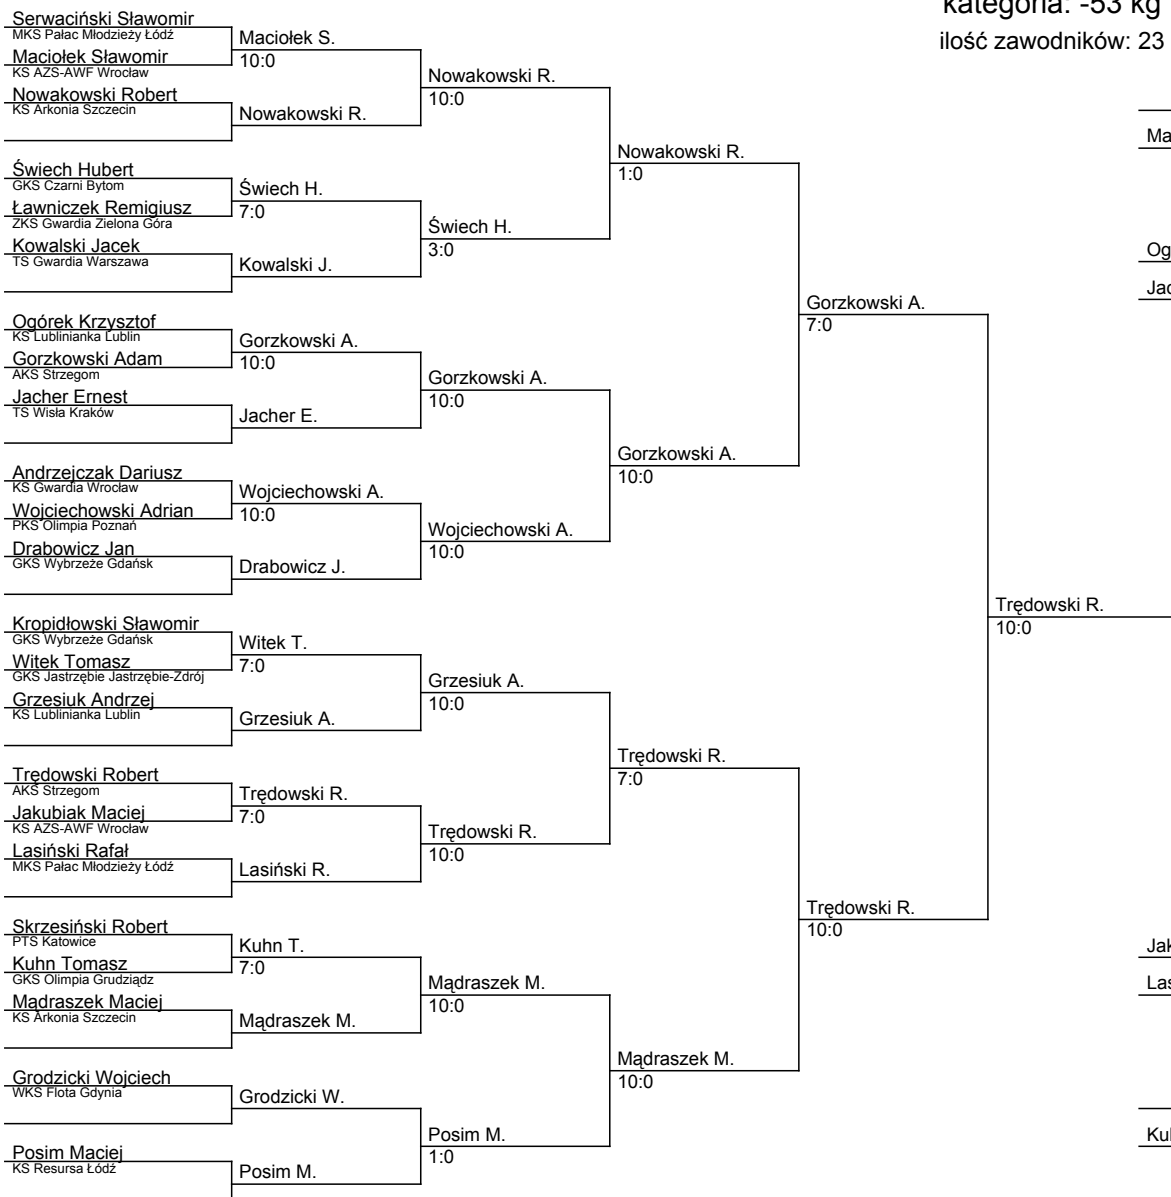 kategoria: -53 kg
ilość zawodników: 23
Serwaciński Sławomir
MKS Pałac Młodzieży Łódź
Maciołek Sławomir
KS AZS-AWF Wrocław
Nowakowski Robert
KS Arkonia Szczecin
Świech Hubert
GKS Czarni Bytom
Ławniczek Remigiusz
ZKS Gwardia Zielona Góra
Kowalski Jacek
TS Gwardia Warszawa
Ogórek Krzysztof
KS Lublinianka Lublin
Gorzkowski Adam
AKS Strzegom
Jacher Ernest
TS Wisła Kraków
Andrzejczak Dariusz
KS Gwardia Wrocław
Wojciechowski Adrian
PKS Olimpia Poznań
Drabowicz Jan
GKS Wybrzeże Gdańsk
Kropidłowski Sławomir
GKS Wybrzeże Gdańsk
Witek Tomasz
GKS Jastrzębie Jastrzębie-Zdrój
Grzesiuk Andrzej
KS Lublinianka Lublin
Trędowski Robert
AKS Strzegom
Jakubiak Maciej
KS AZS-AWF Wrocław
Lasiński Rafał
MKS Pałac Młodzieży Łódź
Skrzesiński Robert
PTS Katowice
Kuhn Tomasz
GKS Olimpia Grudziądz
Mądraszek Maciej
KS Arkonia Szczecin
Grodzicki Wojciech
WKS Flota Gdynia
Posim Maciej
KS Resursa Łódź
Maciołek S.
10:0
Nowakowski R.
Świech H.
7:0
Kowalski J.
Gorzkowski A.
10:0
Jacher E.
Wojciechowski A.
10:0
Drabowicz J.
Witek T.
7:0
Grzesiuk A.
Trędowski R.
7:0
Lasiński R.
Kuhn T.
7:0
Mądraszek M.
Grodzicki W.
Posim M.
Nowakowski R.
10:0
Świech H.
3:0
Gorzkowski A.
10:0
Wojciechowski A.
10:0
Grzesiuk A.
10:0
Trędowski R.
10:0
Mądraszek M.
10:0
Posim M.
1:0
Nowakowski R.
1:0
Gorzkowski A.
10:0
Trędowski R.
7:0
Mądraszek M.
10:0
Gorzkowski A.
7:0
Trędowski R.
10:0
Trędowski R.
10:0
Ma
Og
Jac
Jak
Las
Kul